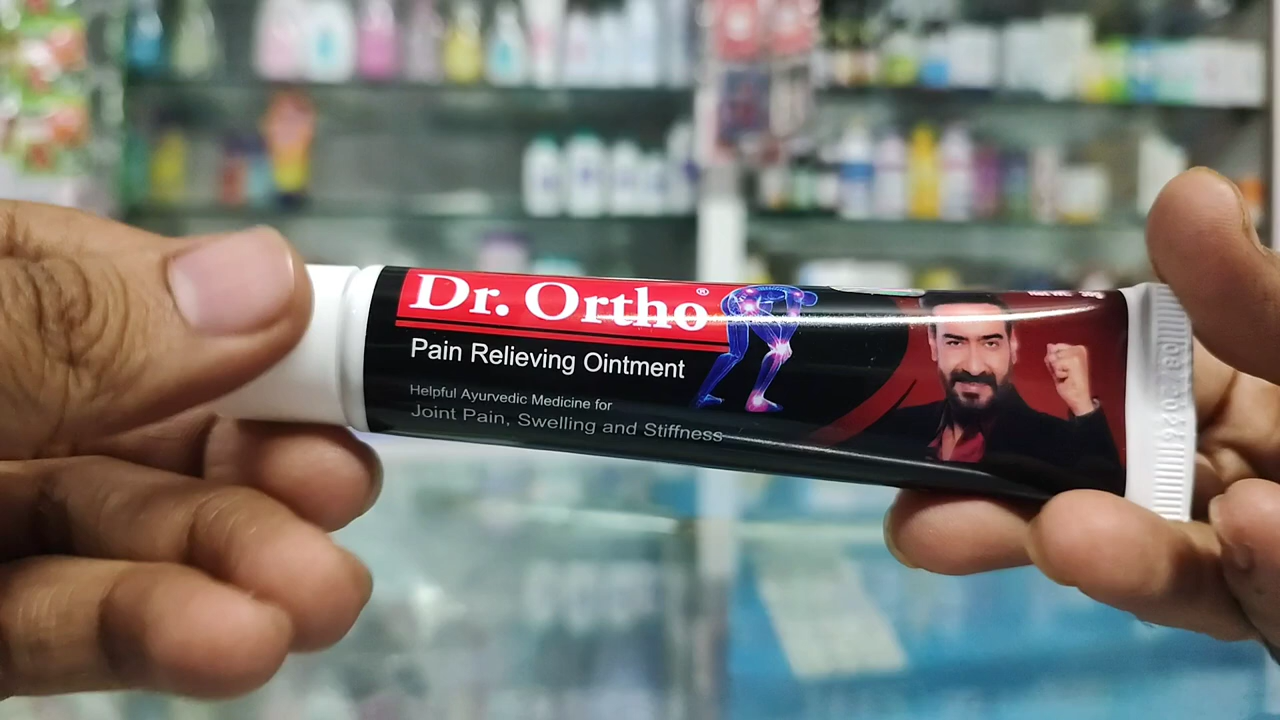 Dr. Ortho®
Pain Relieving Ointment
Helpful Ayurvedic Medicine for
Joint Pain, Swelling and Stiffness